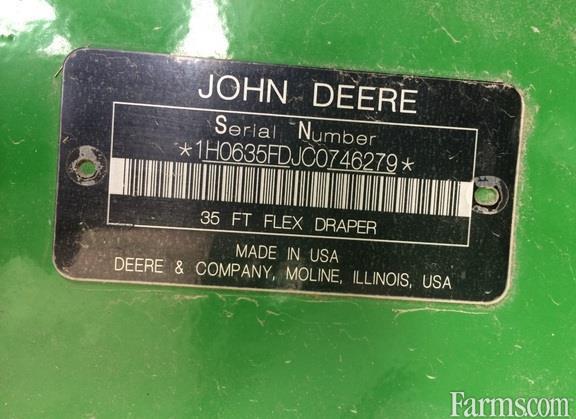 JOHN DEERE
Serial Number
*1H0635FDJC0746279*
35 FT FLEX DRAPER
MADE IN USA
DEERE & COMPANY, MOLINE, ILLINOIS, USA
Farms.com